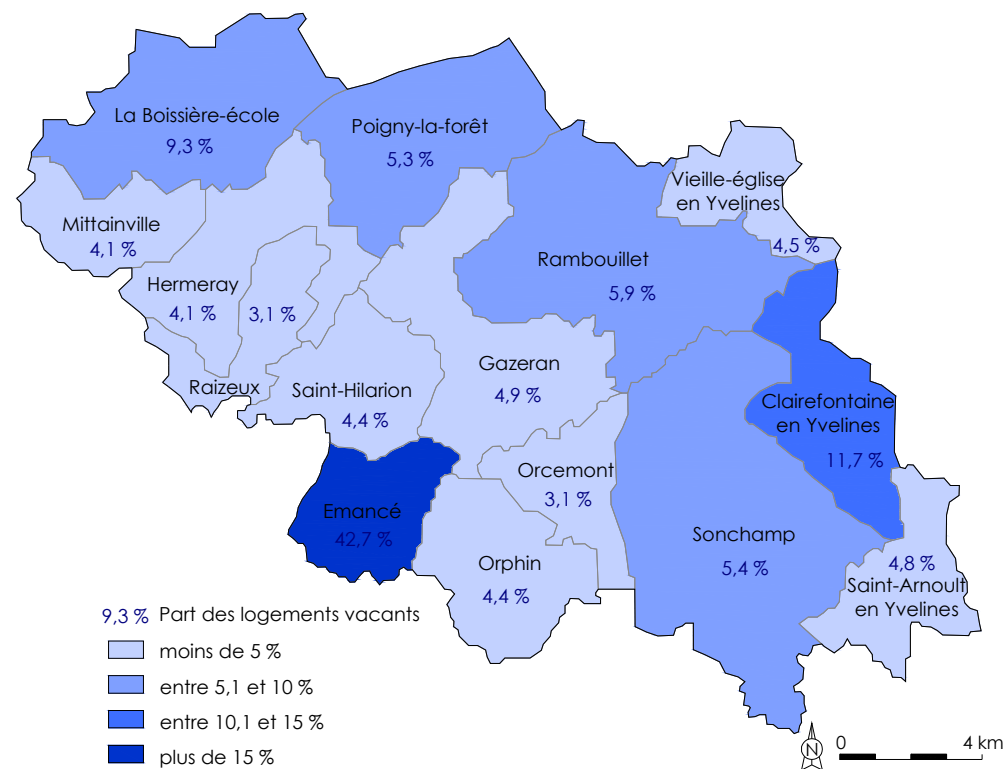 La Boissière-école
9,3 %
Poigny-la-forêt
5,3 %
Vieille-église
en Yvelines
4,5 %
Mittainville
4,1 %
Rambouillet
5,9 %
Hermeray
4,1 %
3,1 %
Raizeux
Saint-Hilarion
4,4 %
Gazeran
4,9 %
Clairefontaine
en Yvelines
11,7 %
Orcemont
3,1 %
Emancé
42,7 %
Sonchamp
5,4 %
Orphin
4,4 %
4,8 %
Saint-Arnoult
en Yvelines
9,3 % Part des logements vacants
moins de 5 %
entre 5,1 et 10 %
entre 10,1 et 15 %
plus de 15 %
N
0 4 km